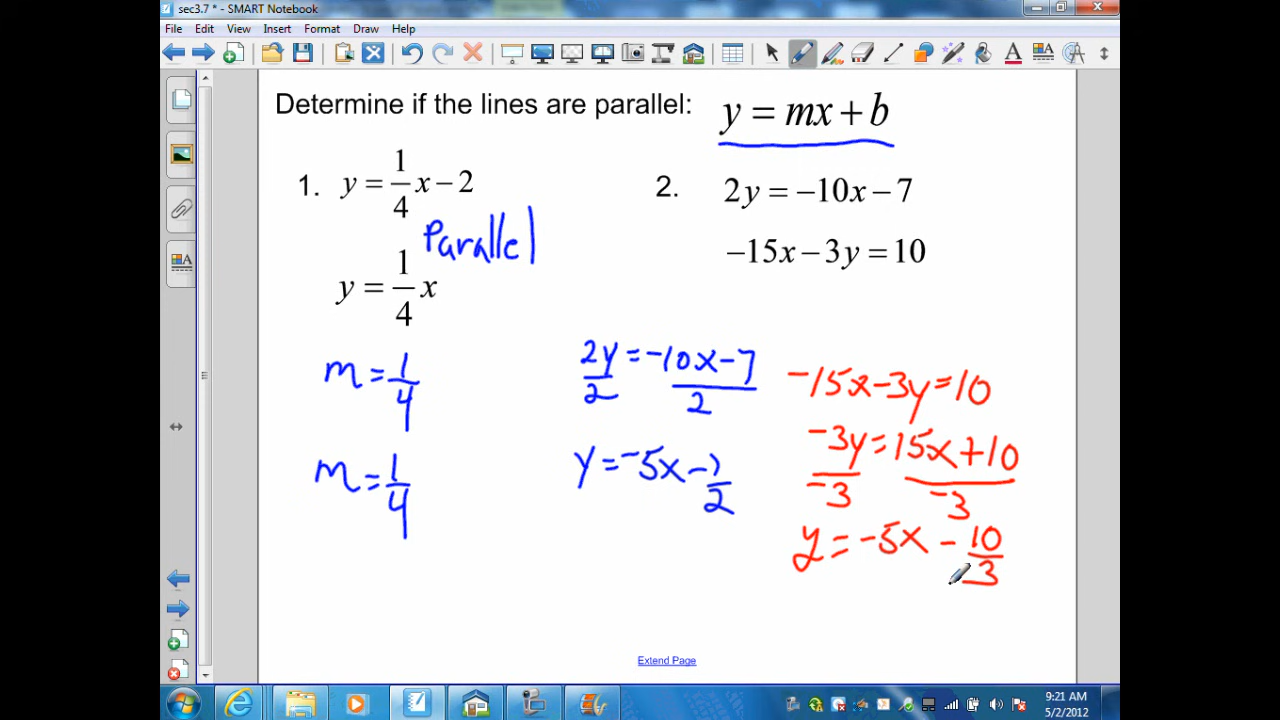 sec3.7 * - SMART Notebook
File Edit View Insert Format Draw Help
Determine if the lines are parallel: y = mx + b
1. y = 1/4 x − 2
Parallel
y = 1/4 x
m = 1/4
m = 1/4
2. 2y = −10x − 7
−15x − 3y = 10
2y/2 = (-10x - 7)/2
y = -5x - 7/2
-15x - 3y = 10
-3y/-3 = (15x + 10)/-3
y = -5x - 10/3
Extend Page
9:21 AM
5/2/2012